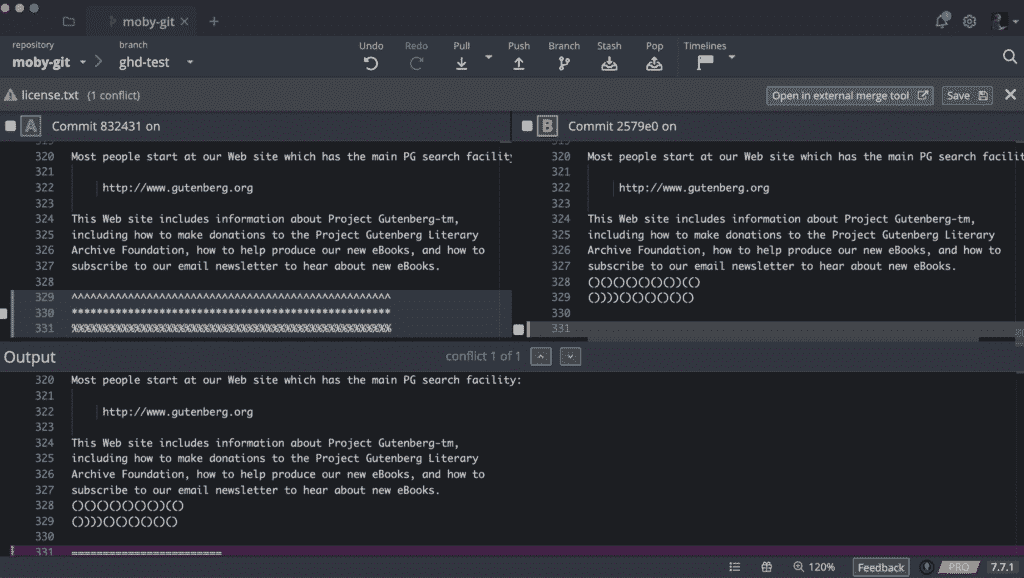 moby-git
repository
moby-git
branch
ghd-test
Undo
Redo
Pull
Push
Branch
Stash
Pop
Timelines
license.txt (1 conflict)
Open in external merge tool
Save
A Commit 832431 on
320 Most people start at our Web site which has the main PG search facility
321
322 http://www.gutenberg.org
323
324 This Web site includes information about Project Gutenberg-tm,
325 including how to make donations to the Project Gutenberg Literary
326 Archive Foundation, how to help produce our new eBooks, and how to
327 subscribe to our email newsletter to hear about new eBooks.
328
329 ^^^^^^^^^^^^^^^^^^^^^^^^^^^^^^^^^^^^^^^^^^^^^^^^^^^
330 ***************************************************
331 %%%%%%%%%%%%%%%%%%%%%%%%%%%%%%%%%%%%%%%%%%%%%%%%%%%
B Commit 2579e0 on
320 Most people start at our Web site which has the main PG search facilit
321
322 http://www.gutenberg.org
323
324 This Web site includes information about Project Gutenberg-tm,
325 including how to make donations to the Project Gutenberg Literary
326 Archive Foundation, how to help produce our new eBooks, and how to
327 subscribe to our email newsletter to hear about new eBooks.
328 ()()()()()()()()()
329 ())))()()()()()()
330
331
Output
conflict 1 of 1
320 Most people start at our Web site which has the main PG search facility:
321
322 http://www.gutenberg.org
323
324 This Web site includes information about Project Gutenberg-tm,
325 including how to make donations to the Project Gutenberg Literary
326 Archive Foundation, how to help produce our new eBooks, and how to
327 subscribe to our email newsletter to hear about new eBooks.
328 ()()()()()()()()()
329 ())))()()()()()()
330
331 ========================
120%
Feedback
PRO
7.7.1